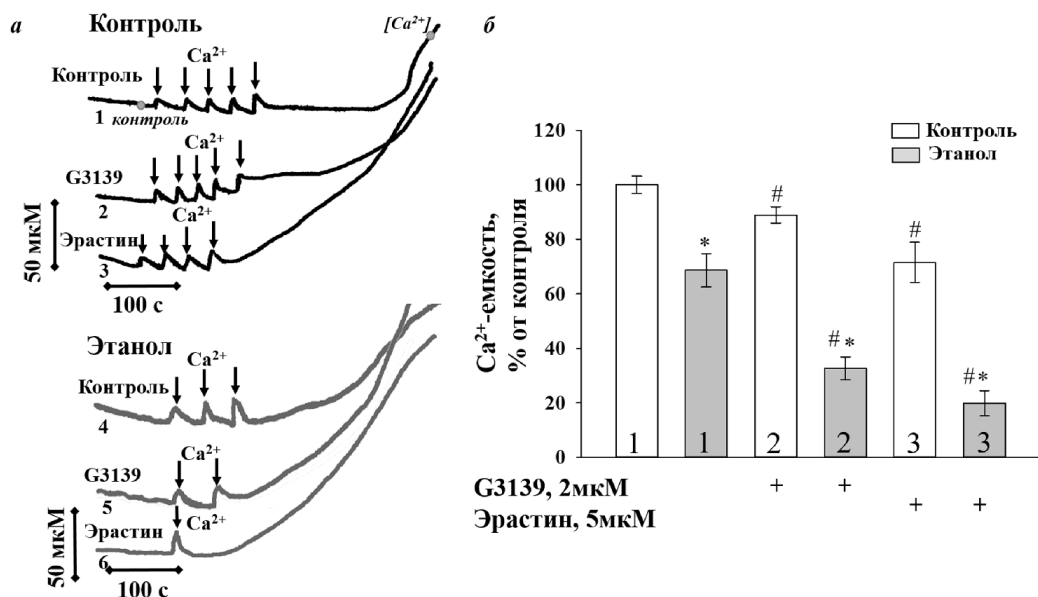 а
Контроль
[Ca²⁺]
Ca²⁺
Контроль
1 контроль
Ca²⁺
G3139
2
Ca²⁺
Эрастин
3
50 мкМ
100 с
Этанол
Ca²⁺
Контроль
4
Ca²⁺
G3139
5
Ca²⁺
Эрастин
6
50 мкМ
100 с
б
Ca²⁺-емкость,
% от контроля
120
100
80
60
40
20
0
Контроль
Этанол
* # #* # #*
1 1 2 2 3 3
G3139, 2мкМ + +
Эрастин, 5мкМ + +